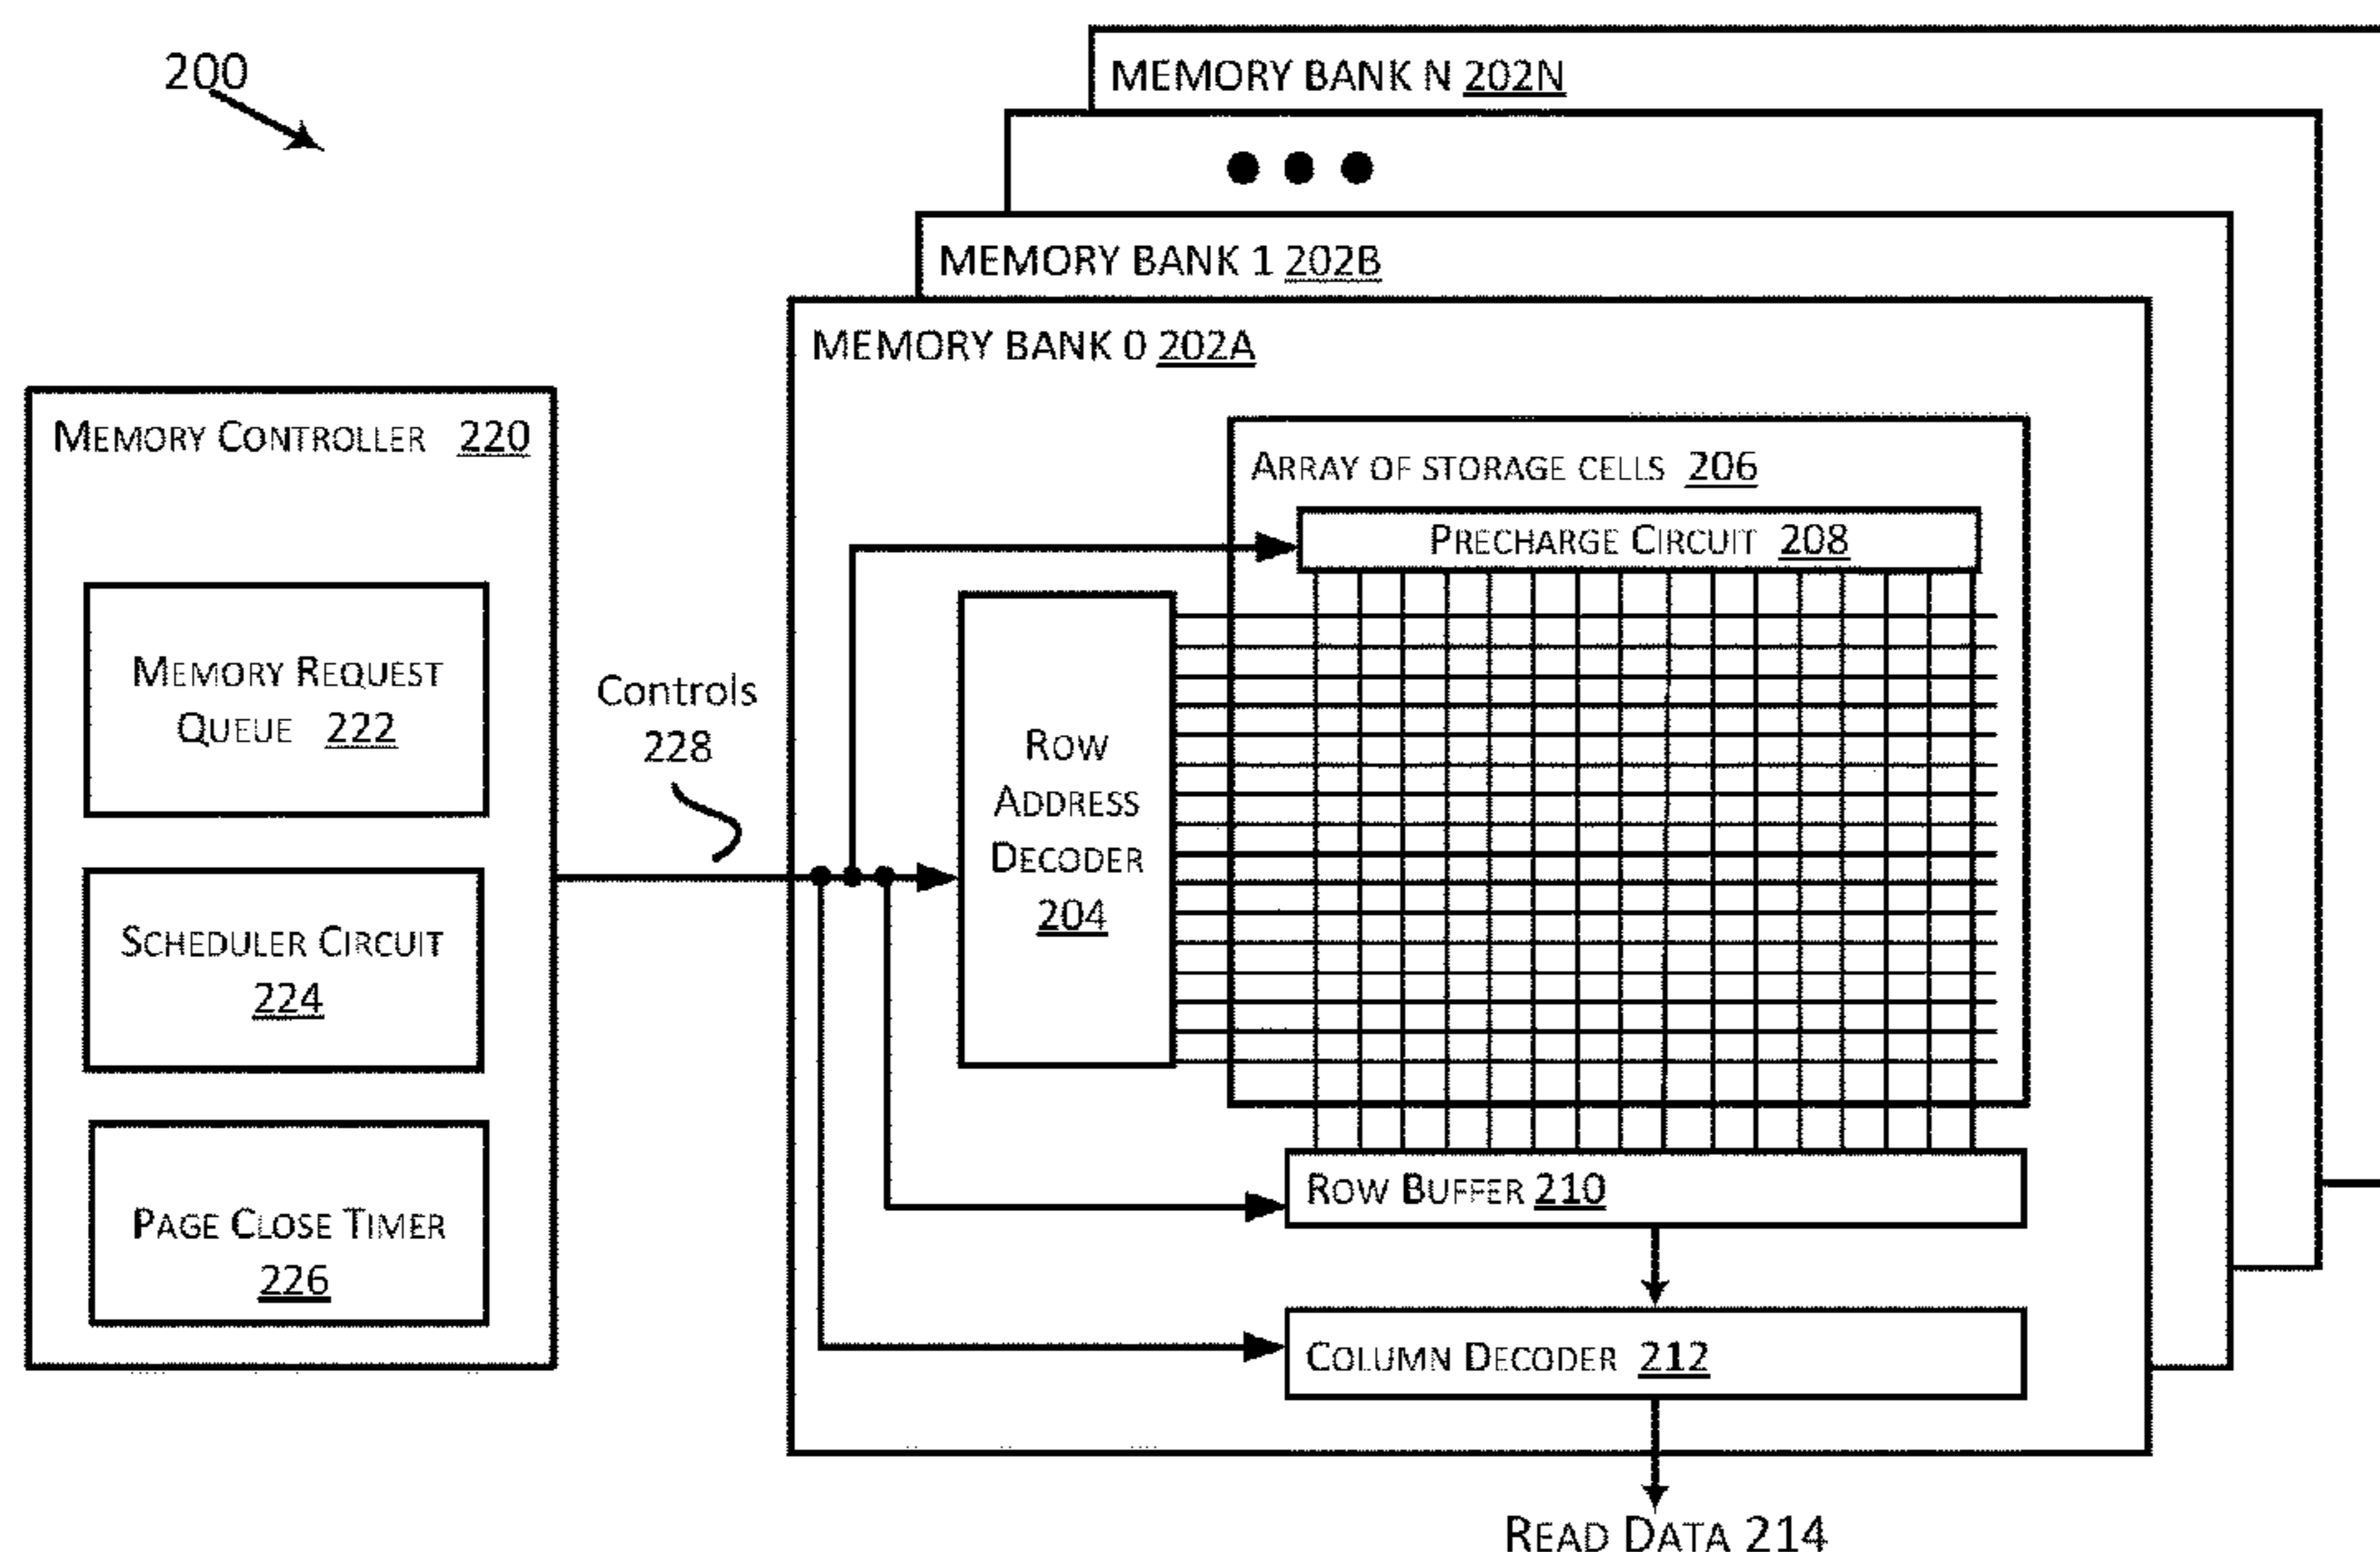 200
MEMORY BANK N 202N
MEMORY BANK 1 202B
MEMORY BANK 0 202A
MEMORY CONTROLLER 220
ARRAY OF STORAGE CELLS 206
PRECHARGE CIRCUIT 208
MEMORY REQUEST
QUEUE 222
Controls
228
ROW
ADDRESS
DECODER
204
SCHEDULER CIRCUIT
224
PAGE CLOSE TIMER
226
ROW BUFFER 210
COLUMN DECODER 212
READ DATA 214